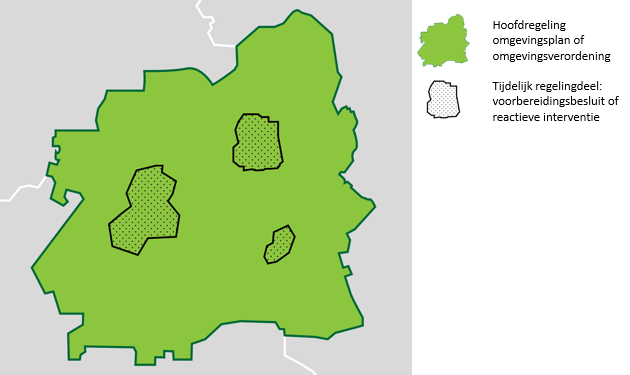 Hoofdregeling
omgevingsplan of
omgevingsverordening
Tijdelijk regelingdeel:
voorbereidingsbesluit of
reactieve interventie